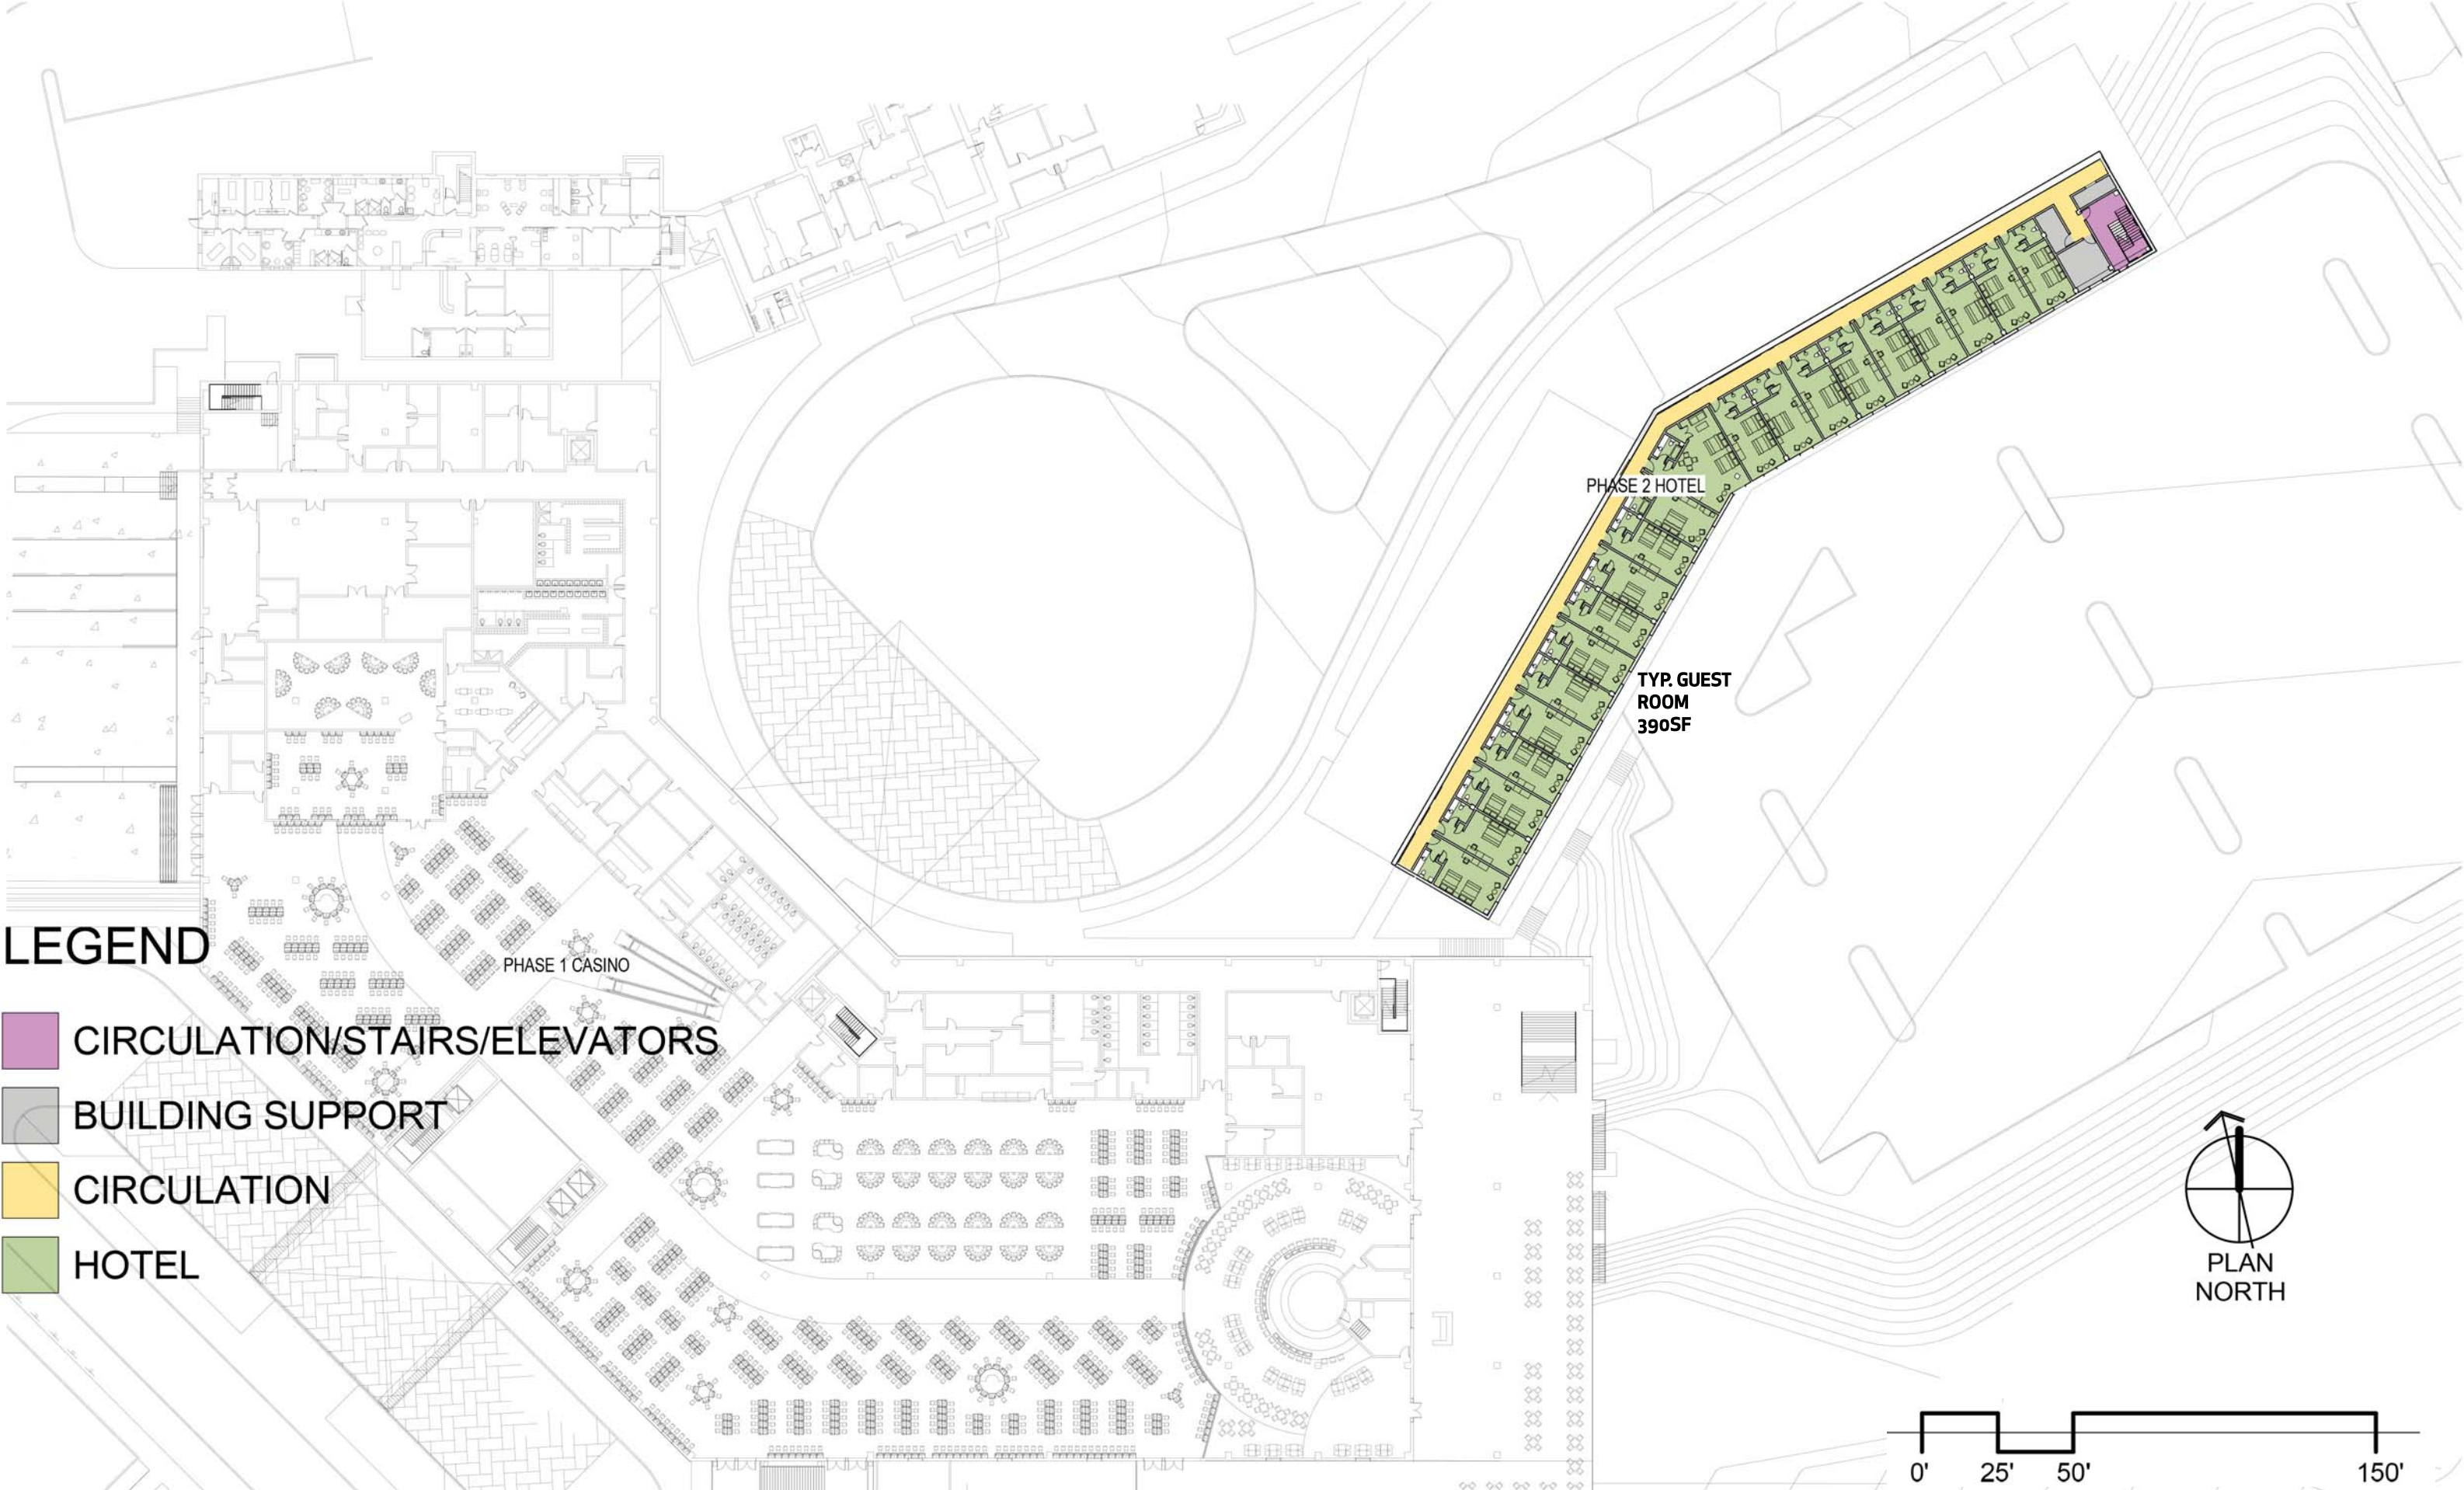 PHASE 2 HOTEL
TYP. GUEST
ROOM
390SF
LEGEND
PHASE 1 CASINO
CIRCULATION/STAIRS/ELEVATORS
BUILDING SUPPORT
CIRCULATION
HOTEL
PLAN
NORTH
0' 25' 50' 150'